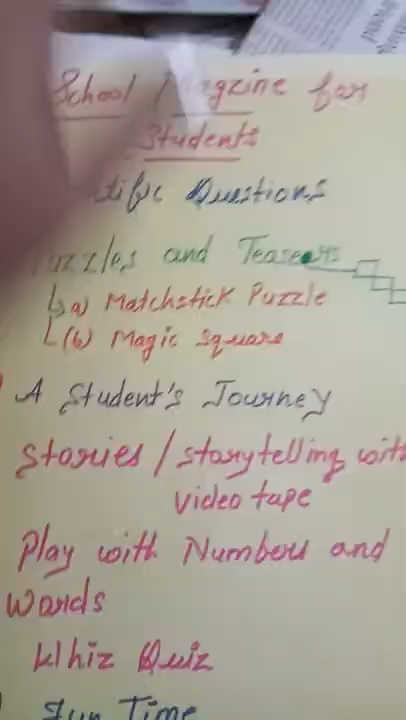 School Magzine for
Students
Questions
Puzzles and Teasers
a) Matchstick Puzzle
(b) Magic Square
A Student's Journey
Stories / storytelling with
video tape
Play with Numbers and
Words
Whiz Quiz
Fun Time